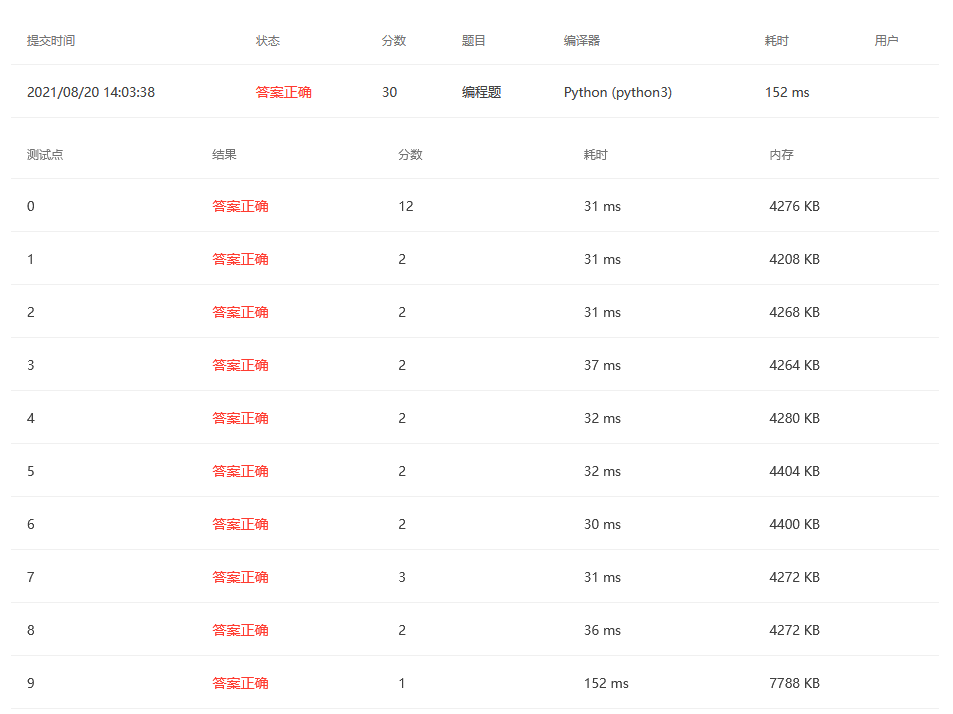 提交时间 状态 分数 题目 编译器 耗时 用户
2021/08/20 14:03:38 答案正确 30 编程题 Python (python3) 152 ms
测试点 结果 分数 耗时 内存
0 答案正确 12 31 ms 4276 KB
1 答案正确 2 31 ms 4208 KB
2 答案正确 2 31 ms 4268 KB
3 答案正确 2 37 ms 4264 KB
4 答案正确 2 32 ms 4280 KB
5 答案正确 2 32 ms 4404 KB
6 答案正确 2 30 ms 4400 KB
7 答案正确 3 31 ms 4272 KB
8 答案正确 2 36 ms 4272 KB
9 答案正确 1 152 ms 7788 KB